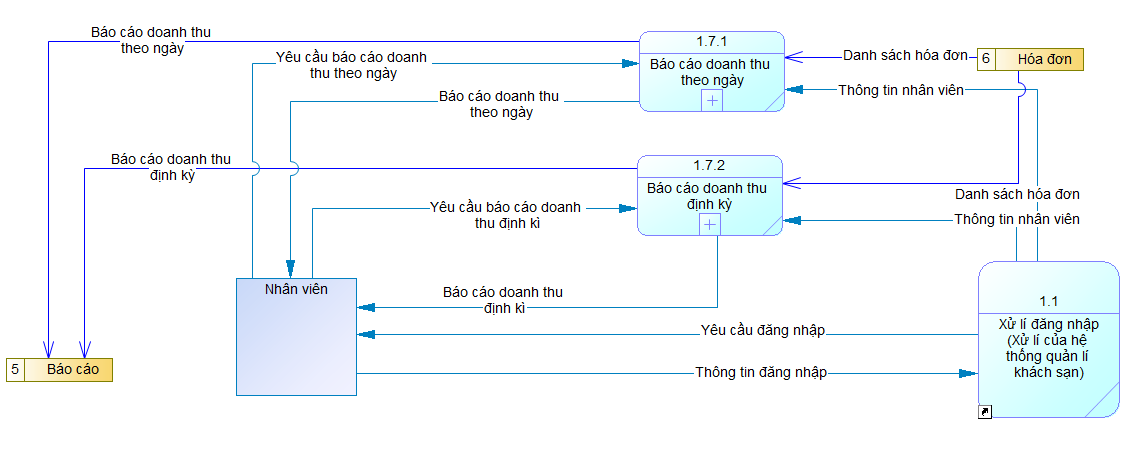 Báo cáo doanh thu
theo ngày
Yêu cầu báo cáo doanh
thu theo ngày
Báo cáo doanh thu
theo ngày
1.7.1
Báo cáo doanh thu
theo ngày
Danh sách hóa đơn
6 Hóa đơn
Thông tin nhân viên
Báo cáo doanh thu
định kỳ
1.7.2
Báo cáo doanh thu
định kỳ
Yêu cầu báo cáo doanh
thu định kì
Danh sách hóa đơn
Thông tin nhân viên
Nhân viên
Báo cáo doanh thu
định kì
1.1
Xử lí đăng nhập
(Xử lí của hệ
thống quản lí
khách sạn)
Yêu cầu đăng nhập
Thông tin đăng nhập
5 Báo cáo